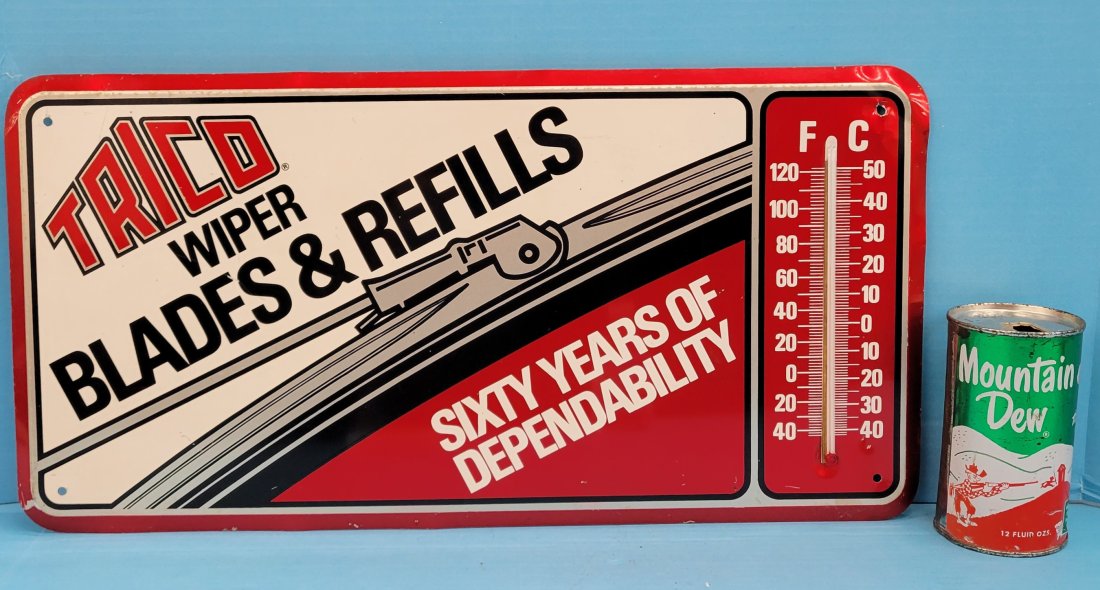 TRICO®
WIPER
BLADES & REFILLS
SIXTY YEARS OF
DEPENDABILITY
F C
120 50
100 40
80 30
60 20
40 10
20 0
0 10
20 20
40 30
40
Mountain
Dew®
12 FLUID OZS.